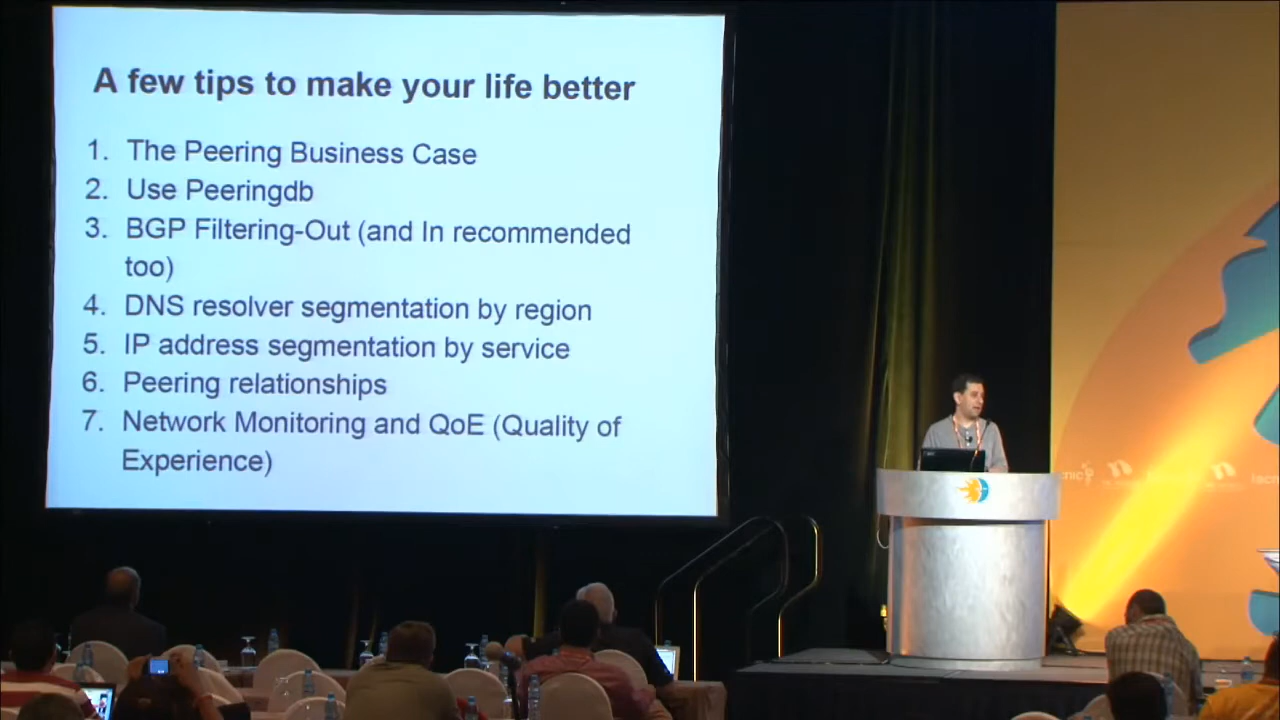 A few tips to make your life better
1. The Peering Business Case
2. Use Peeringdb
3. BGP Filtering-Out (and In recommended
too)
4. DNS resolver segmentation by region
5. IP address segmentation by service
6. Peering relationships
7. Network Monitoring and QoE (Quality of
Experience)